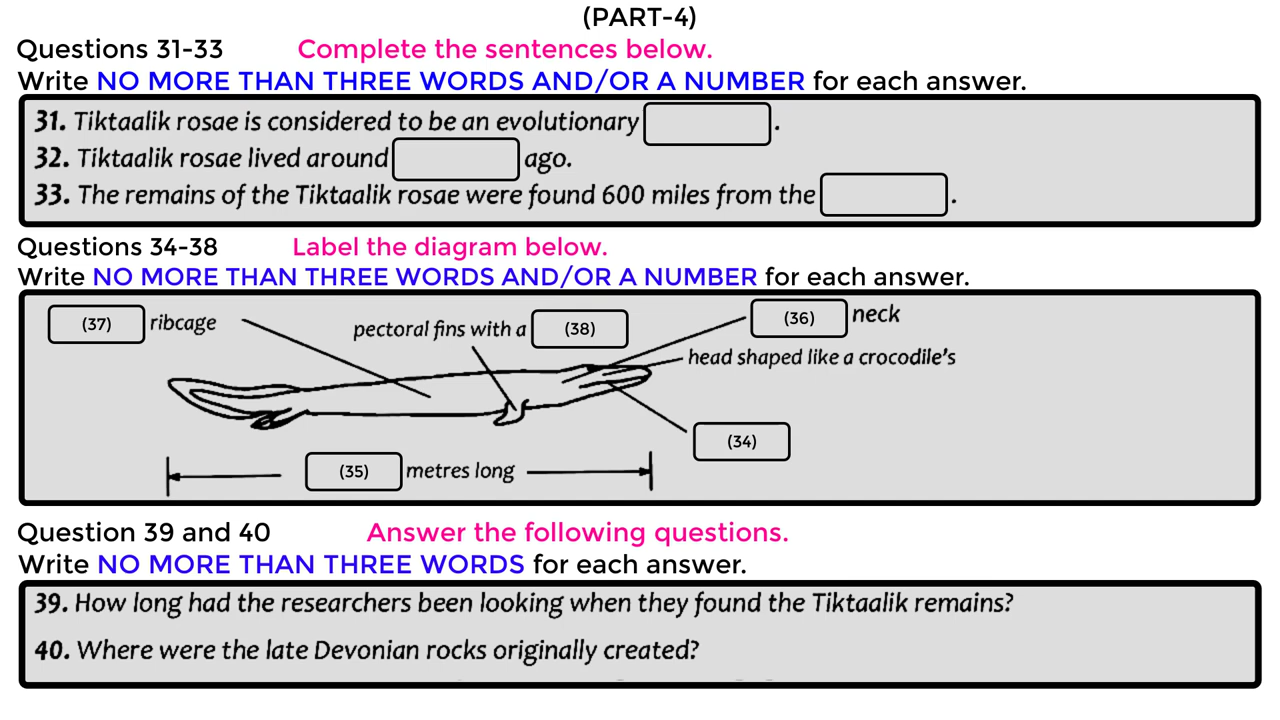 (PART-4)
Questions 31-33 Complete the sentences below.
Write NO MORE THAN THREE WORDS AND/OR A NUMBER for each answer.
31. Tiktaalik rosae is considered to be an evolutionary .
32. Tiktaalik rosae lived around ago.
33. The remains of the Tiktaalik rosae were found 600 miles from the .
Questions 34-38 Label the diagram below.
Write NO MORE THAN THREE WORDS AND/OR A NUMBER for each answer.
(37) ribcage
pectoral fins with a (38)
(36) neck
head shaped like a crocodile's
(34)
(35) metres long
Question 39 and 40 Answer the following questions.
Write NO MORE THAN THREE WORDS for each answer.
39. How long had the researchers been looking when they found the Tiktaalik remains?
40. Where were the late Devonian rocks originally created?